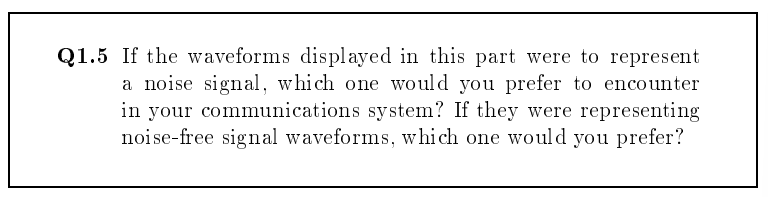 Q1.5 If the waveforms displayed in this part were to represent
a noise signal, which one would you prefer to encounter
in your communications system? If they were representing
noise-free signal waveforms, which one would you prefer?